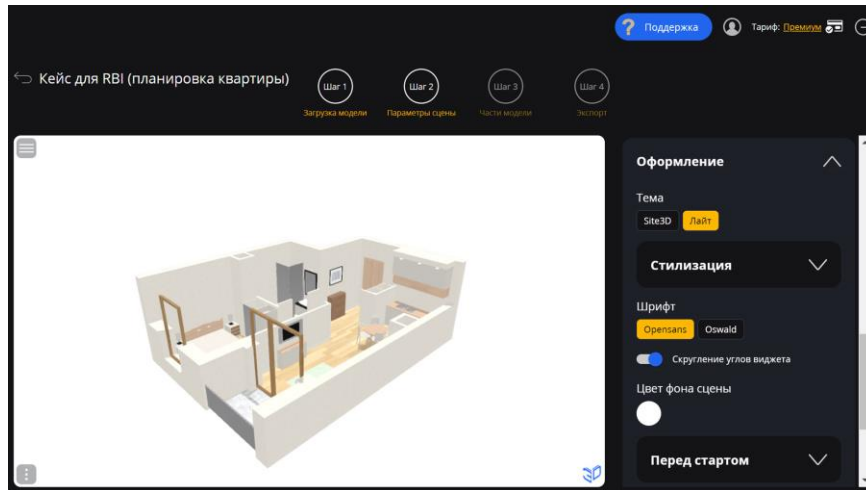 ? Поддержка
Тариф: Премиум
Кейс для RBI (планировка квартиры)
Шаг 1
Шаг 2
Шаг 3
Шаг 4
Загрузка модели
Параметры сцены
Части модели
Экспорт
Оформление
Тема
Site3D
Лайт
Стилизация
Шрифт
Opensans
Oswald
Скругление углов виджета
Цвет фона сцены
Перед стартом
3D